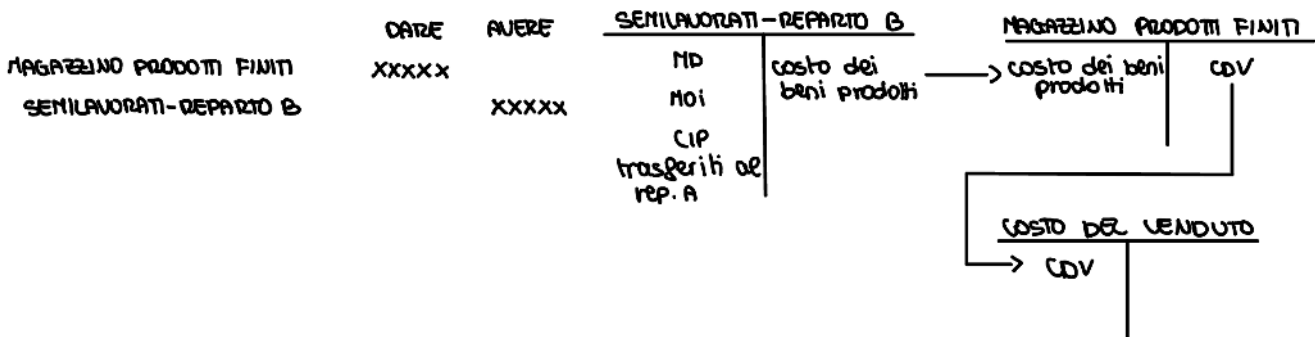 DARE AVERE
MAGAZZINO PRODOTTI FINITI XXXXX
SEMILAVORATI-REPARTO B XXXXX
SEMILAVORATI-REPARTO B
MD
MOi
CIP
trasferiti al
rep. A
costo dei
beni prodotti
MAGAZZINO PRODOTTI FINITI
costo dei beni
prodotti
CDV
COSTO DEL VENDUTO
CDV